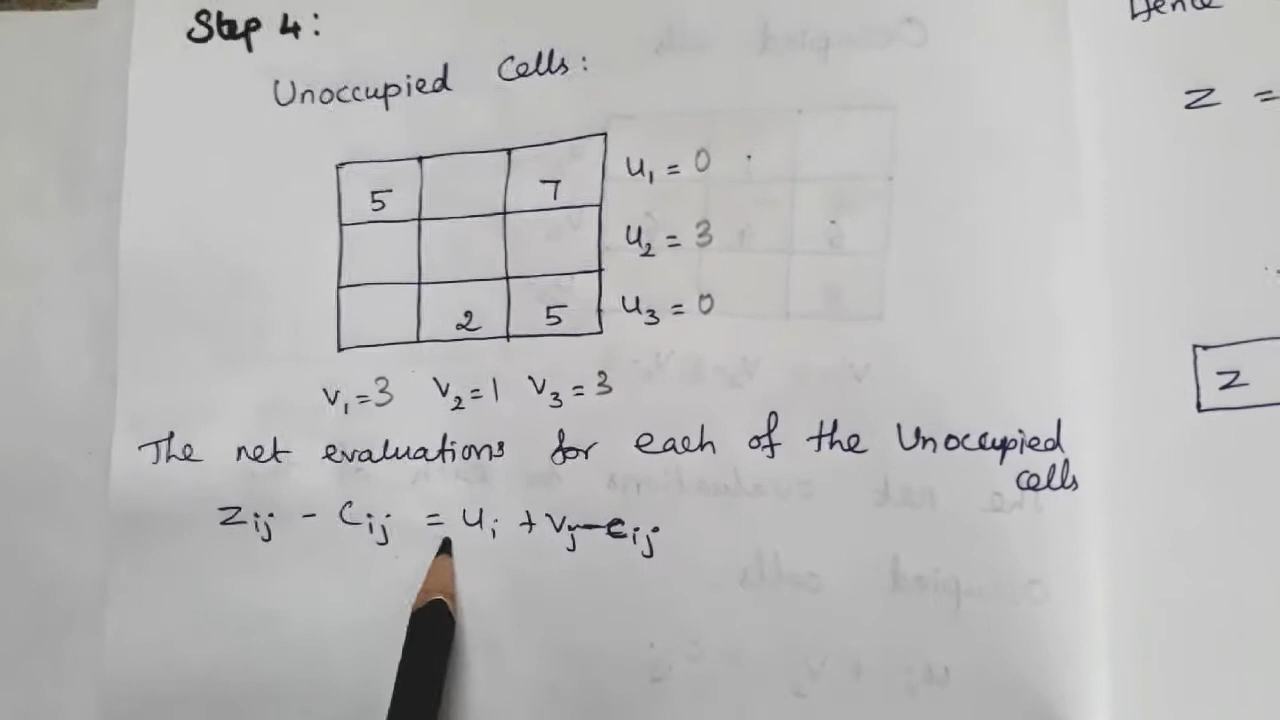 Step 4:
Hence
Unoccupied Cells:
5 7 u₁ = 0
u₂ = 3
2 5 u₃ = 0
v₁ = 3 v₂ = 1 v₃ = 3
z =
z
The net evaluations for each of the Unoccupied
cells
zij - cij = ui + vj - cij